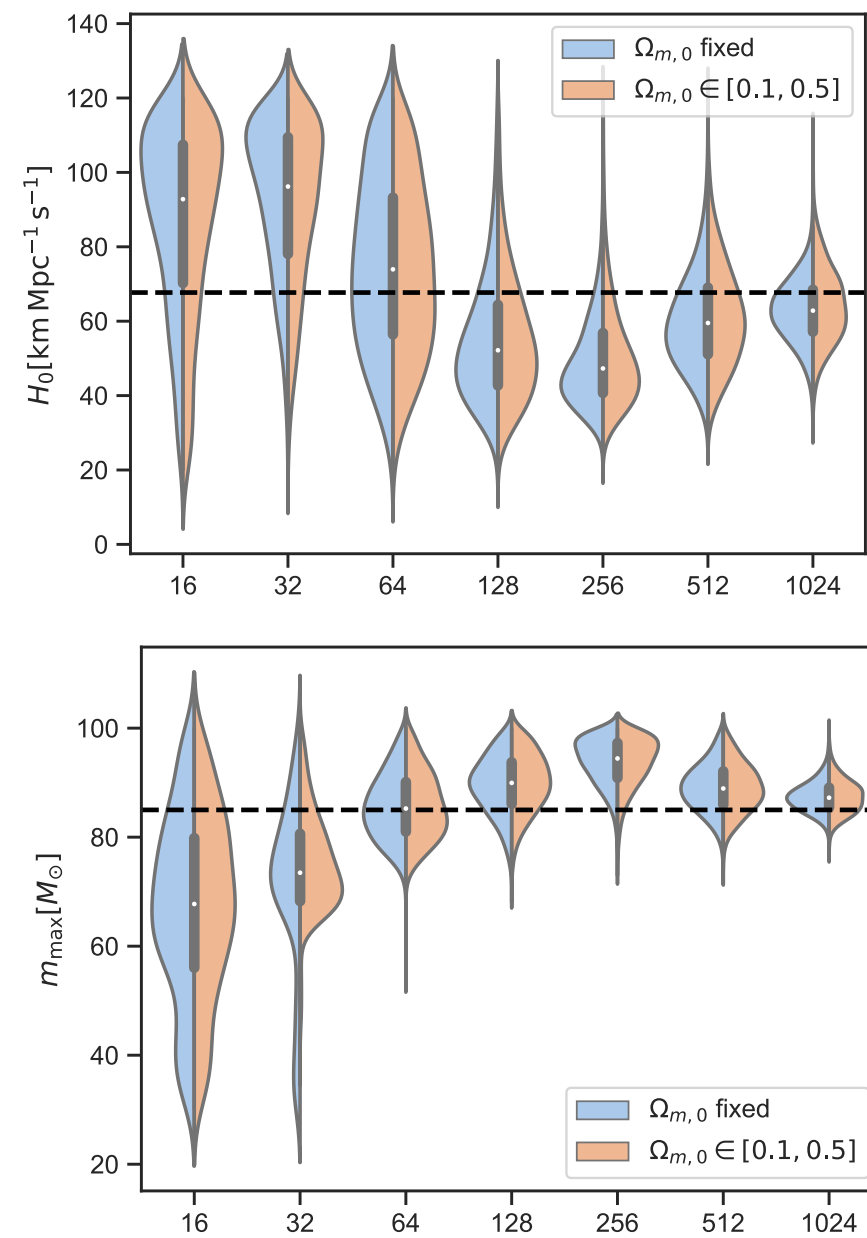 140
120
100
80
60
40
20
0
H₀[km Mpc⁻¹ s⁻¹]
Ωm, 0 fixed
Ωm, 0 ∈ [0.1, 0.5]
16 32 64 128 256 512 1024
100
80
60
40
20
mmax[M⊙]
Ωm, 0 fixed
Ωm, 0 ∈ [0.1, 0.5]
16 32 64 128 256 512 1024